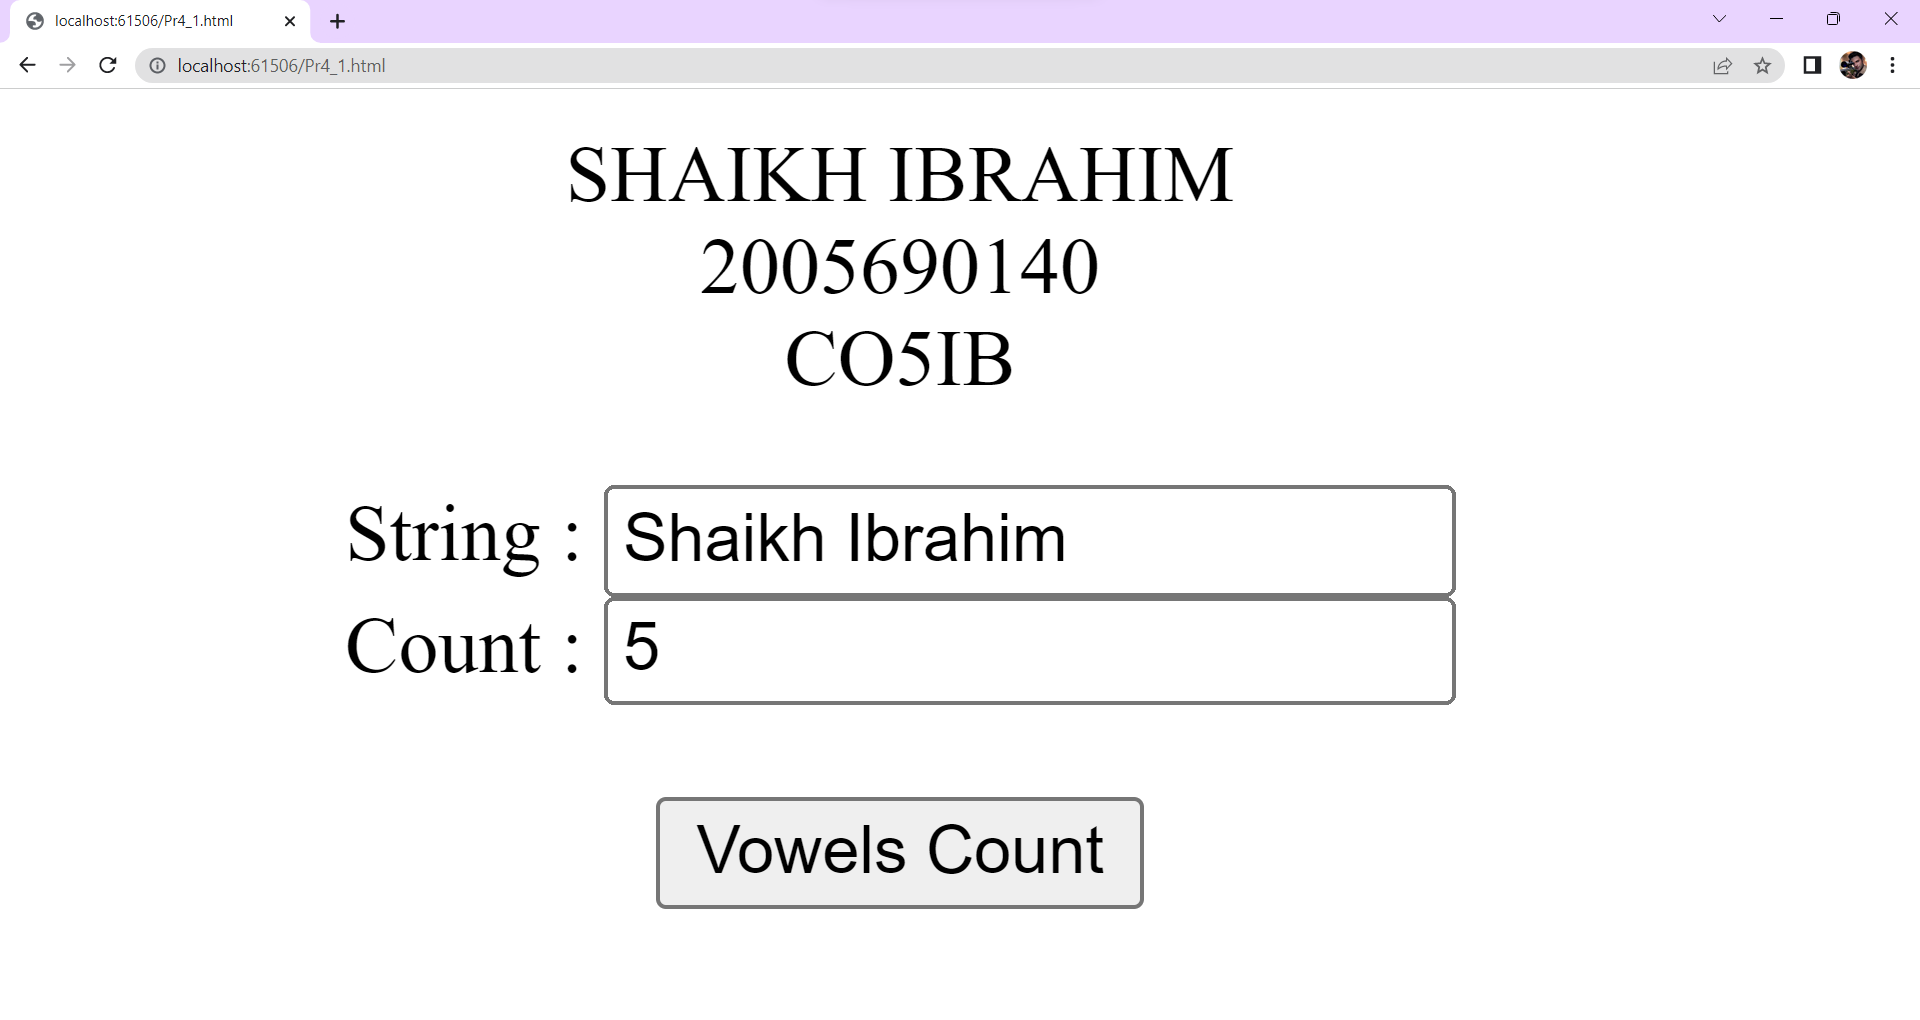 localhost:61506/Pr4_1.html
localhost:61506/Pr4_1.html
SHAIKH IBRAHIM
2005690140
CO5IB
String : Shaikh Ibrahim
Count : 5
Vowels Count